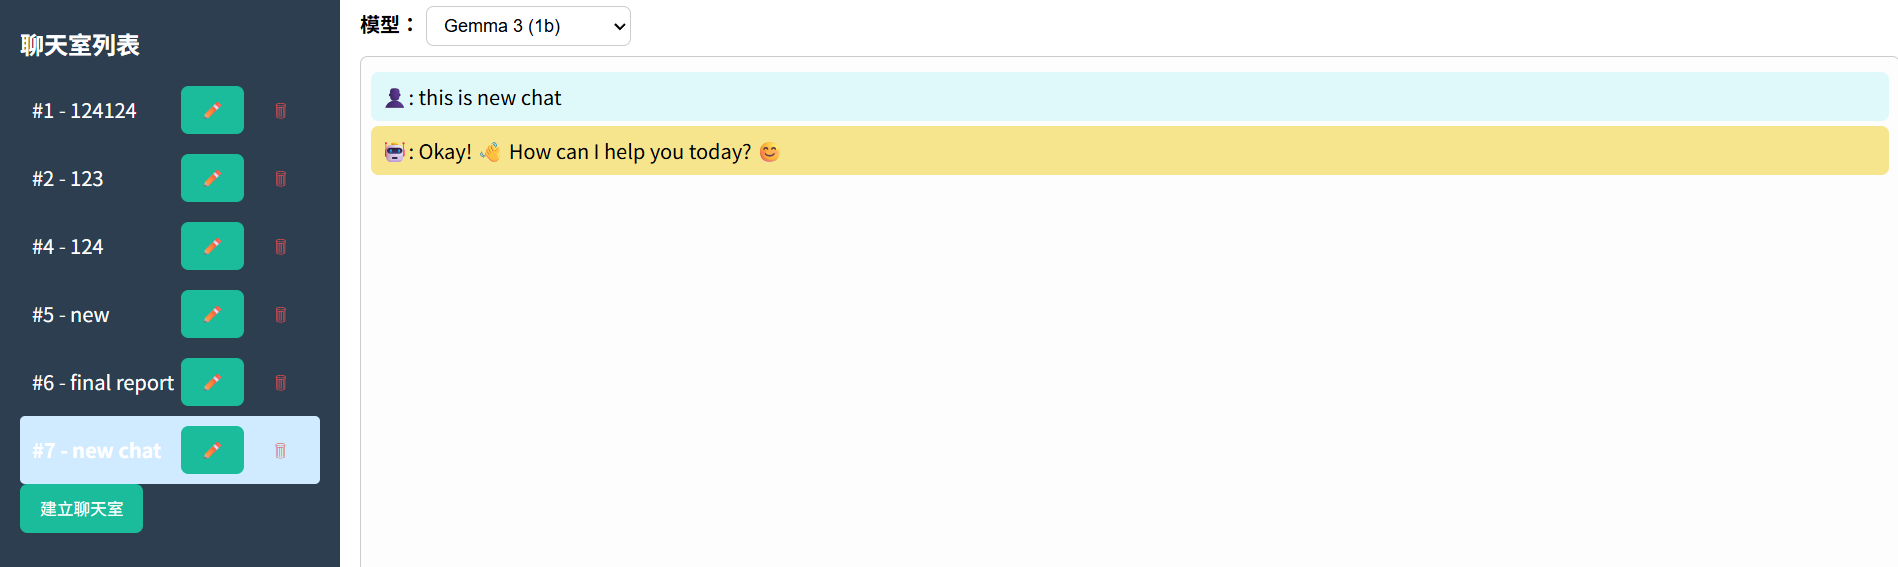 聊天室列表
#1 - 124124
#2 - 123
#4 - 124
#5 - new
#6 - final report
#7 - new chat
建立聊天室
模型：
Gemma 3 (1b)
👤: this is new chat
🤖: Okay! 👋 How can I help you today? 😊